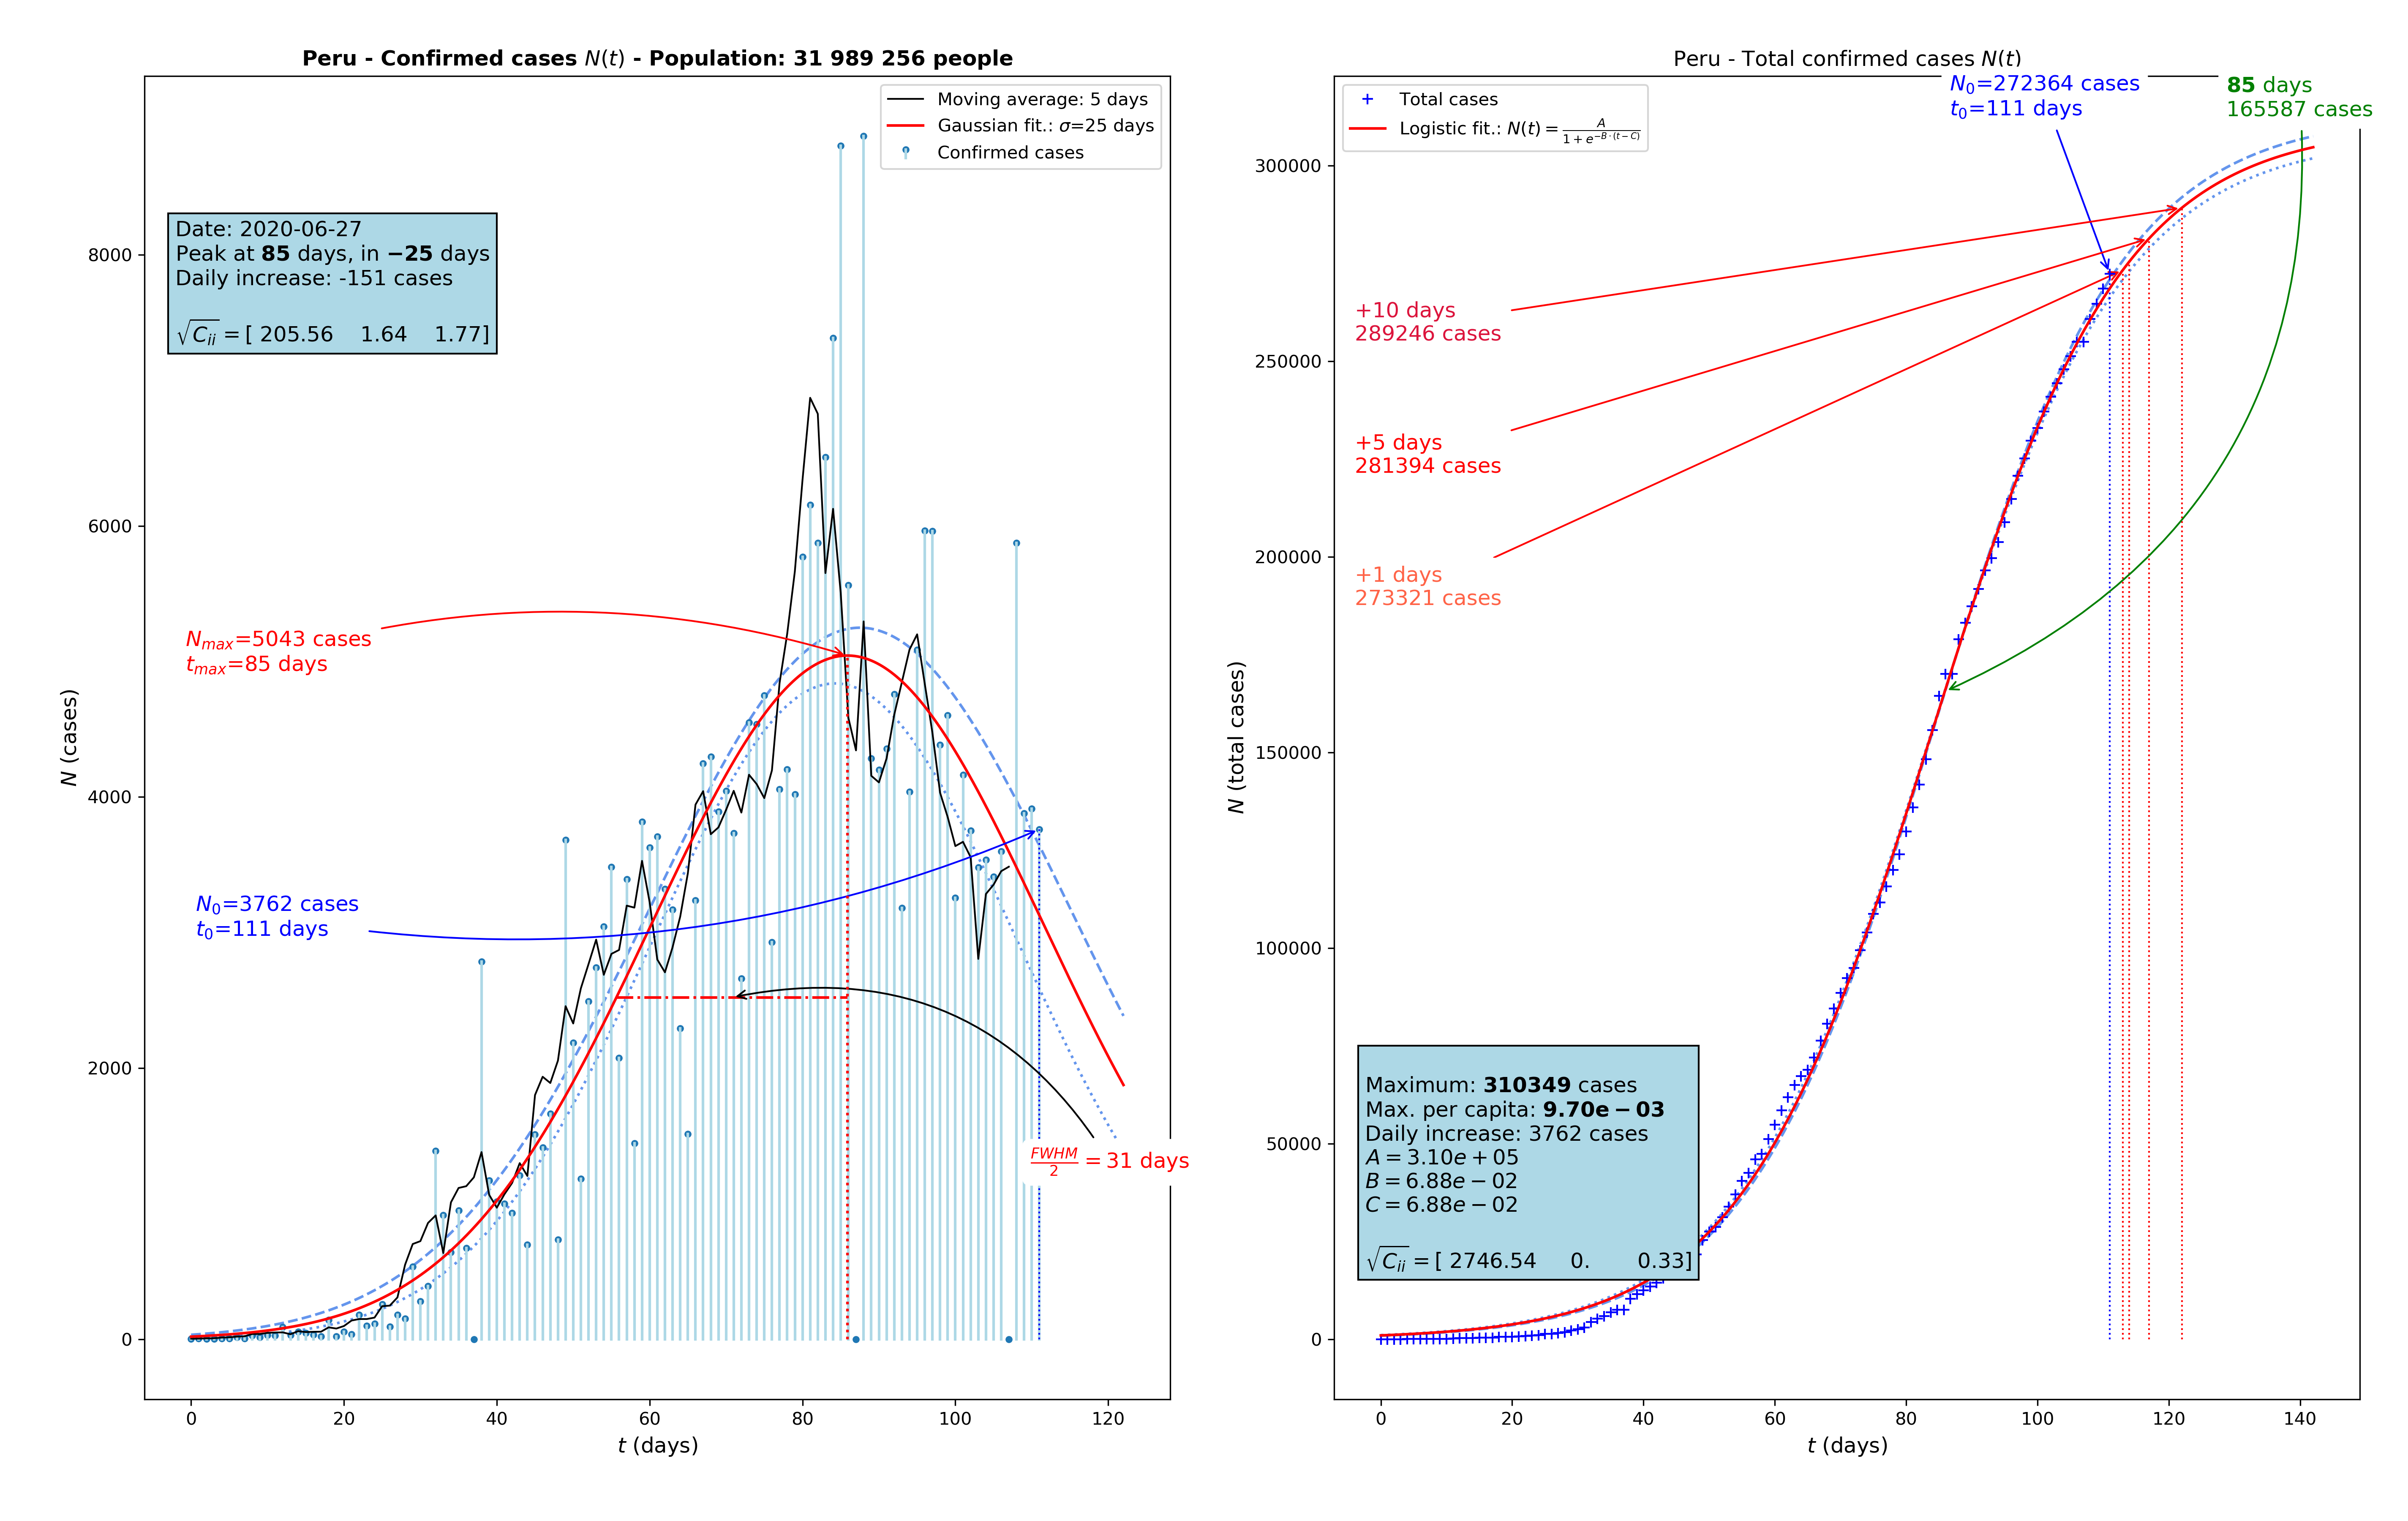 Peru - Confirmed cases N(t) - Population: 31 989 256 people
Moving average: 5 days
Gaussian fit.: σ=25 days
Confirmed cases
Date: 2020-06-27
Peak at 85 days, in −25 days
Daily increase: -151 cases
√C_ii = [ 205.56 1.64 1.77]
N_max=5043 cases
t_max=85 days
N_0=3762 cases
t_0=111 days
FWHM/2 = 31 days
N (cases)
8000
6000
4000
2000
0
0 20 40 60 80 100 120
t (days)
Peru - Total confirmed cases N(t)
Total cases
Logistic fit.: N(t) = A/(1 + e^{−B·(t−C)})
N_0=272364 cases
t_0=111 days
85 days
165587 cases
+10 days
289246 cases
+5 days
281394 cases
+1 days
273321 cases
Maximum: 310349 cases
Max. per capita: 9.70e − 03
Daily increase: 3762 cases
A = 3.10e + 05
B = 6.88e − 02
C = 6.88e − 02
√C_ii = [ 2746.54 0. 0.33]
N (total cases)
300000
250000
200000
150000
100000
50000
0
0 20 40 60 80 100 120 140
t (days)